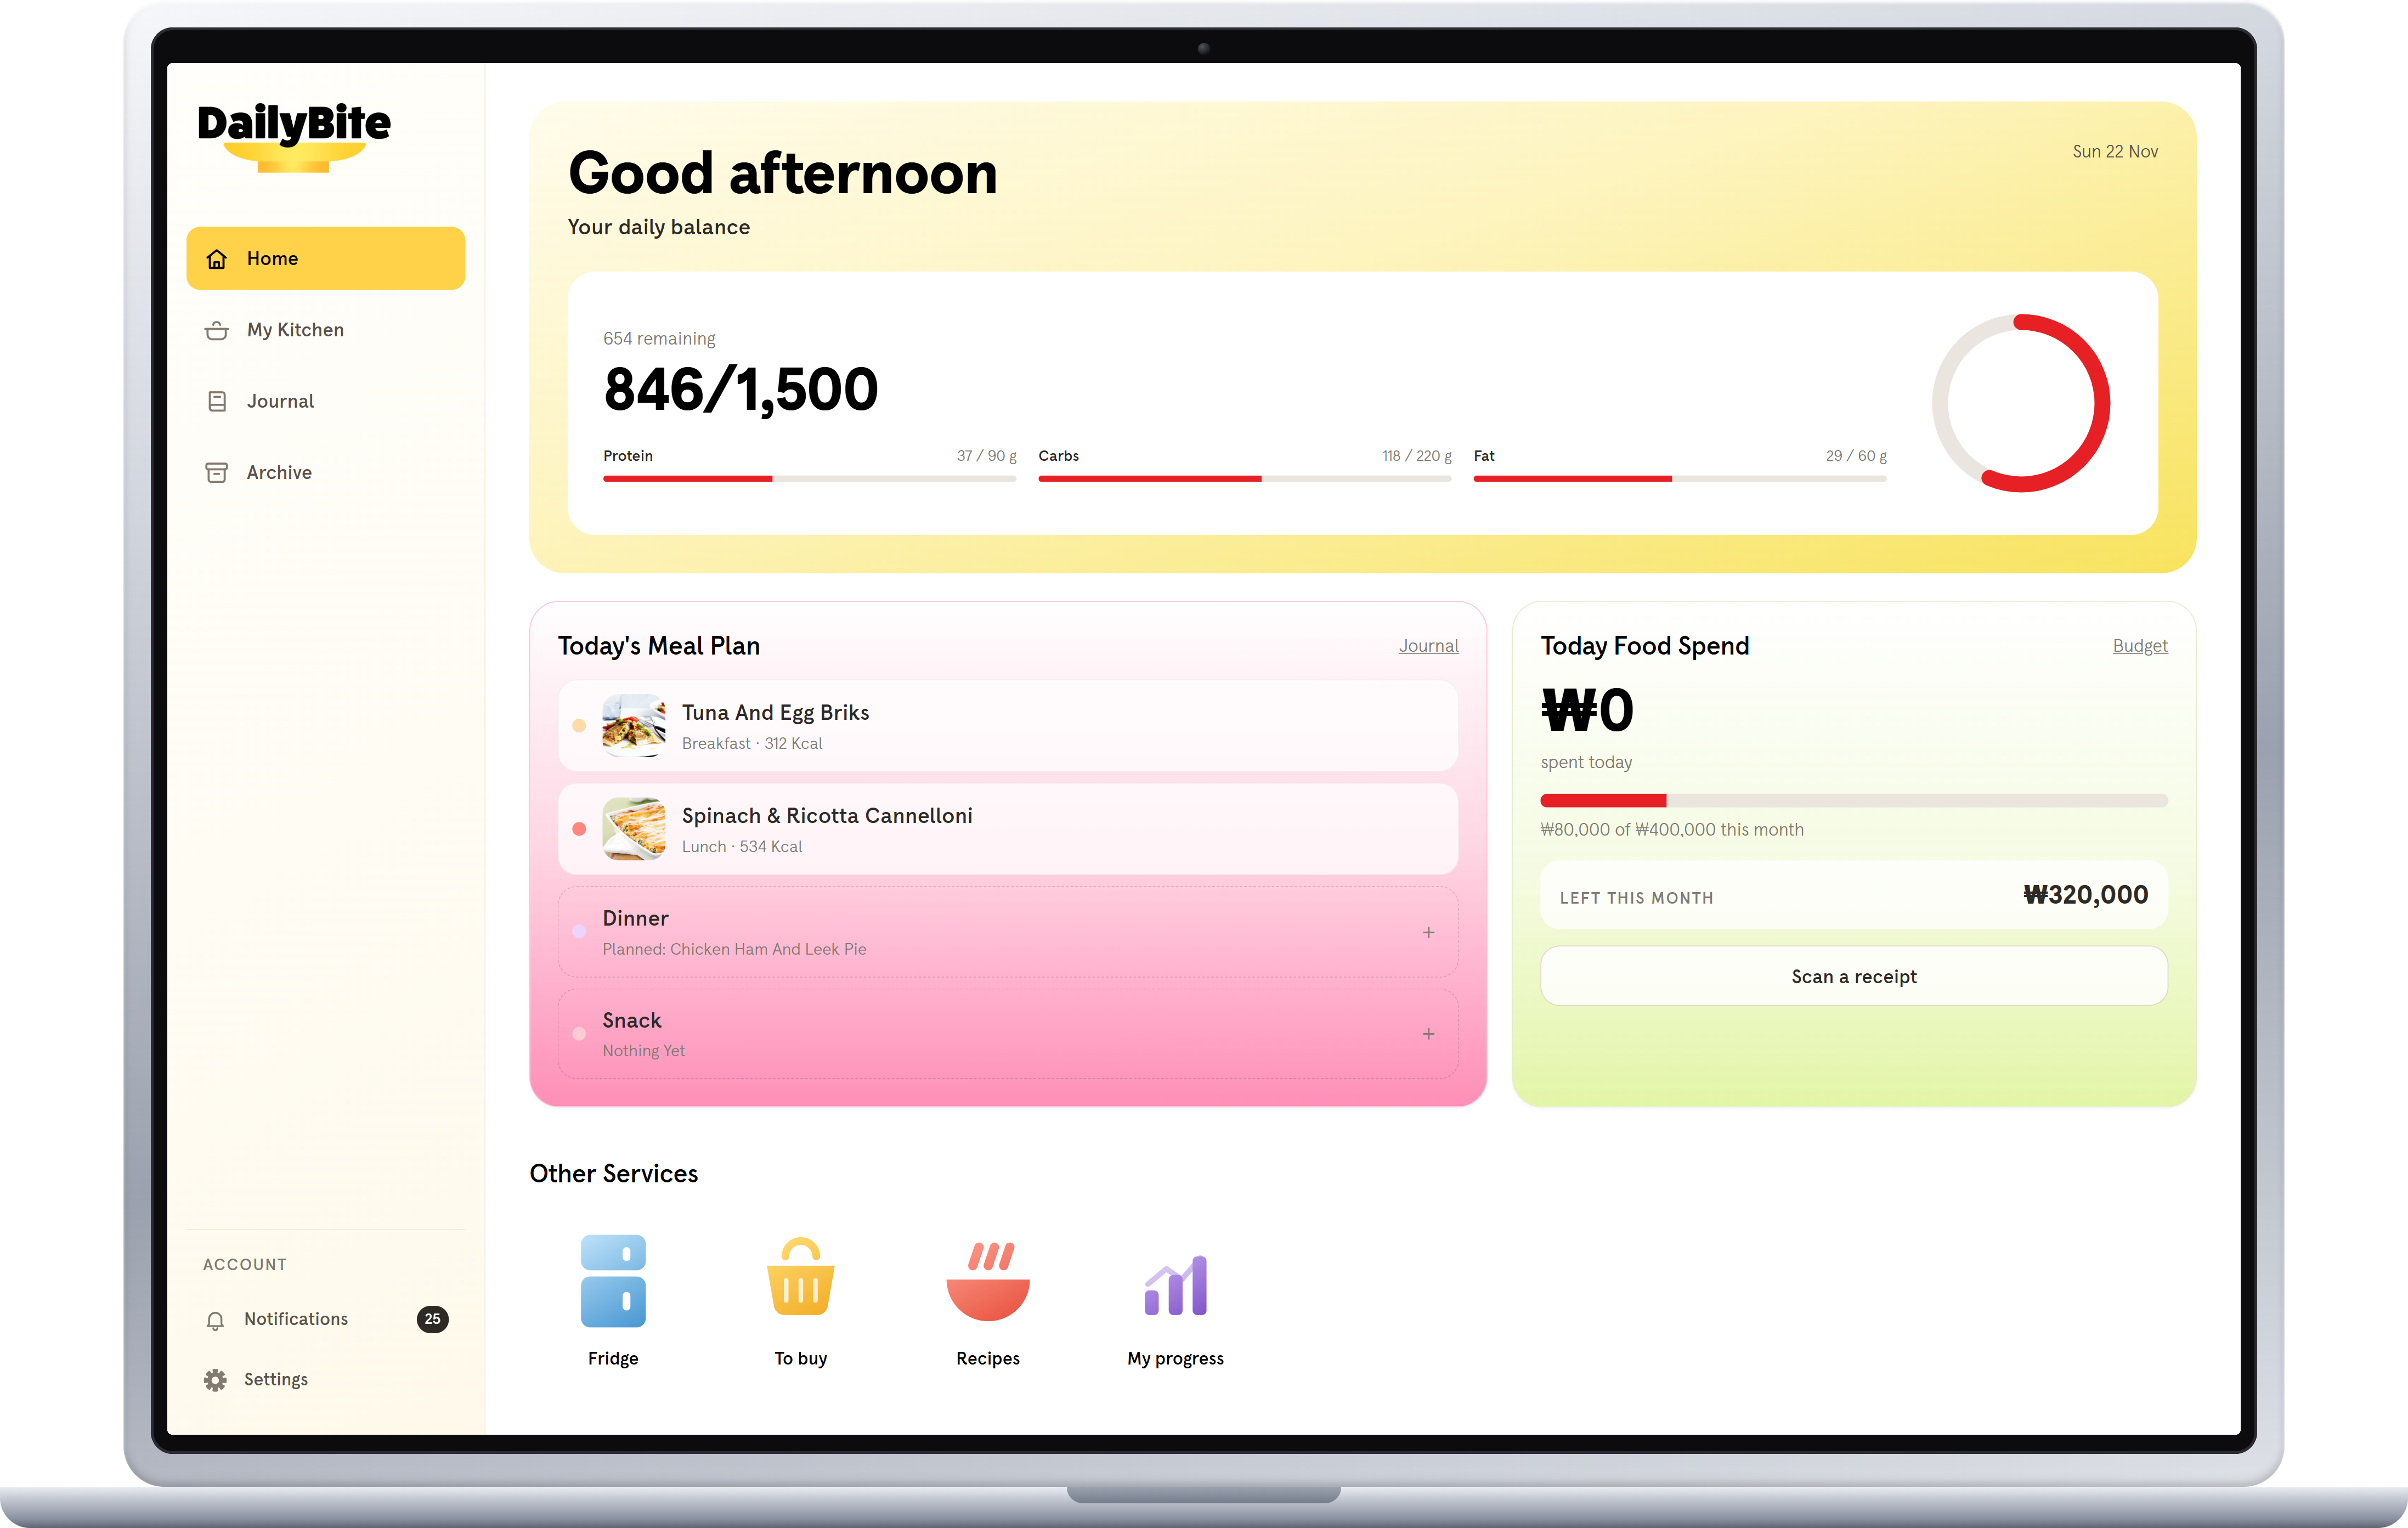 DailyBite
Home
My Kitchen
Journal
Archive
ACCOUNT
Notifications 25
Settings
Good afternoon
Sun 22 Nov
Your daily balance
654 remaining
846/1,500
Protein 37 / 90 g
Carbs 118 / 220 g
Fat 29 / 60 g
Today's Meal Plan
Journal
Tuna And Egg Briks
Breakfast · 312 Kcal
Spinach & Ricotta Cannelloni
Lunch · 534 Kcal
Dinner
Planned: Chicken Ham And Leek Pie
+
Snack
Nothing Yet
+
Today Food Spend
Budget
₩0
spent today
₩80,000 of ₩400,000 this month
LEFT THIS MONTH ₩320,000
Scan a receipt
Other Services
Fridge
To buy
Recipes
My progress